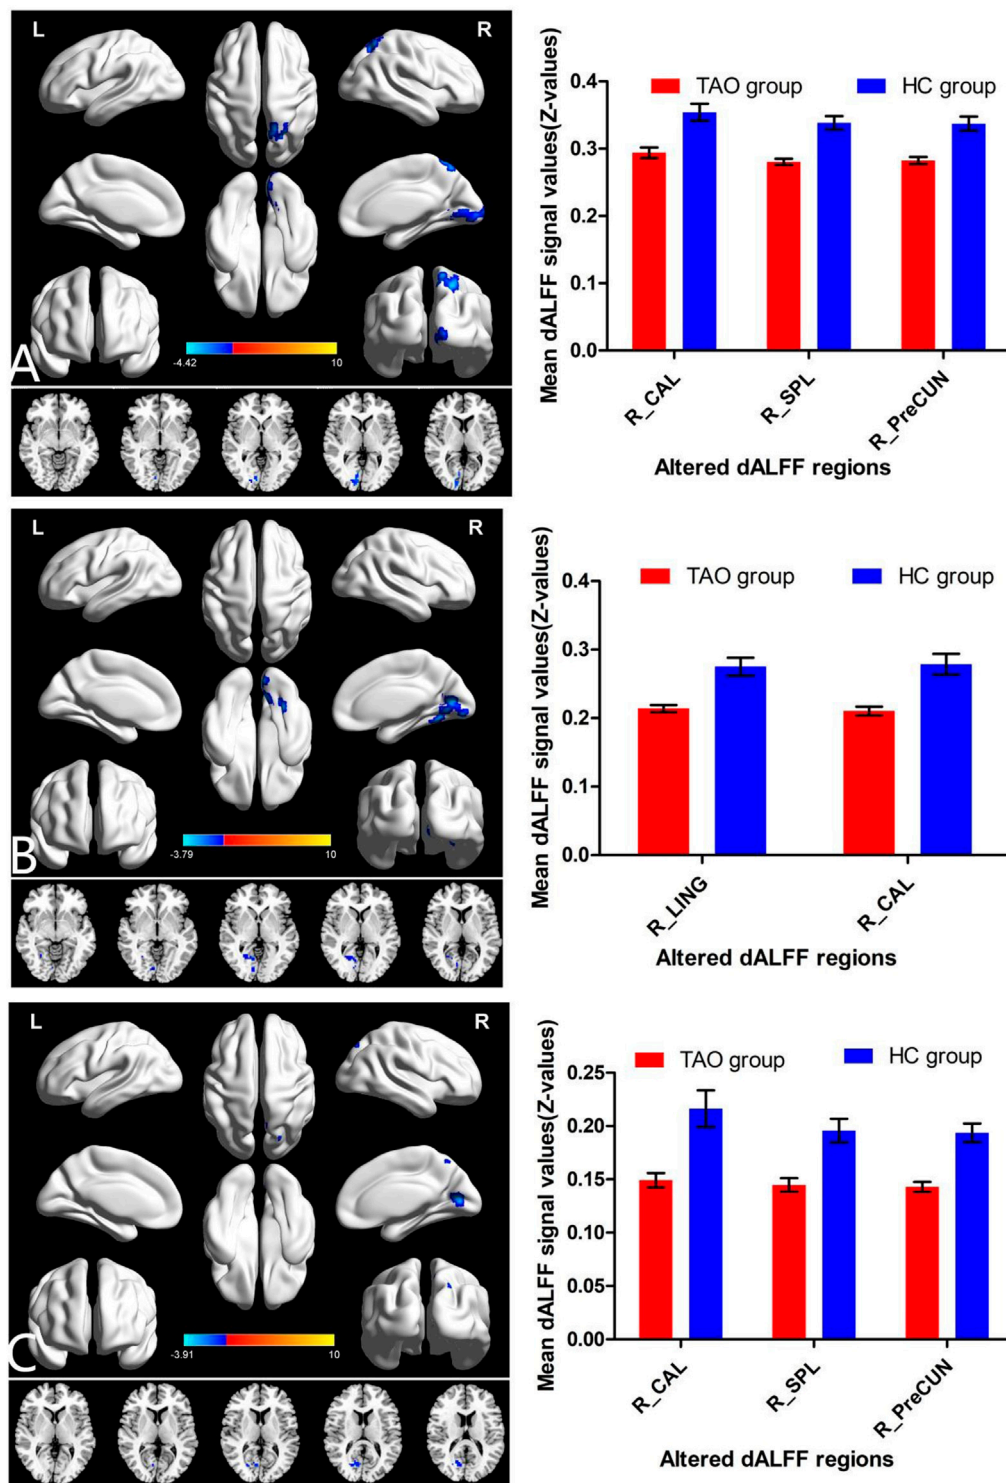 L R
-4.42 10
A
Mean dALFF signal values(Z-values)
0.4
0.3
0.2
0.1
0.0
TAO group HC group
R_CAL R_SPL R_PreCUN
Altered dALFF regions
L R
-3.79 10
B
Mean dALFF signal values(Z-values)
0.4
0.3
0.2
0.1
0.0
TAO group HC group
R_LING R_CAL
Altered dALFF regions
L R
-3.91 10
C
Mean dALFF signal values(Z-values)
0.25
0.20
0.15
0.10
0.05
0.00
TAO group HC group
R_CAL R_SPL R_PreCUN
Altered dALFF regions